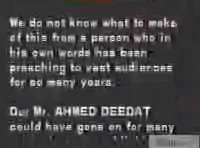 We do not know what to make
of this from a person who in
his own words has been
preaching to vast audiences
for so many years.
Our Mr. AHMED DEEDAT
could have gone on for many